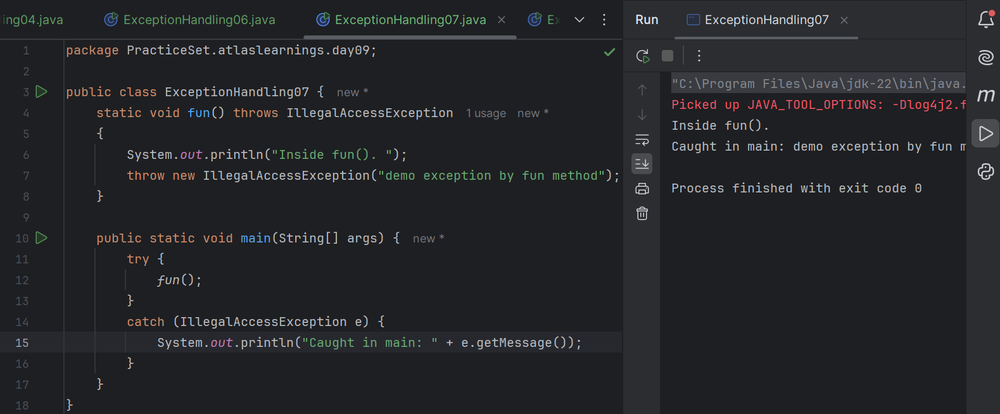 ing04.java ExceptionHandling06.java ExceptionHandling07.java
1 package PracticeSet.atlaslearnings.day09;
2
3 public class ExceptionHandling07 { new *
4 static void fun() throws IllegalAccessException 1 usage new *
5 {
6 System.out.println("Inside fun(). ");
7 throw new IllegalAccessException("demo exception by fun method");
8 }
9
10 public static void main(String[] args) { new *
11 try {
12 fun();
13 }
14 catch (IllegalAccessException e) {
15 System.out.println("Caught in main: " + e.getMessage());
16 }
17 }
18 }
Run ExceptionHandling07
"C:\Program Files\Java\jdk-22\bin\java.
Picked up JAVA_TOOL_OPTIONS: -Dlog4j2.f
Inside fun().
Caught in main: demo exception by fun m
Process finished with exit code 0